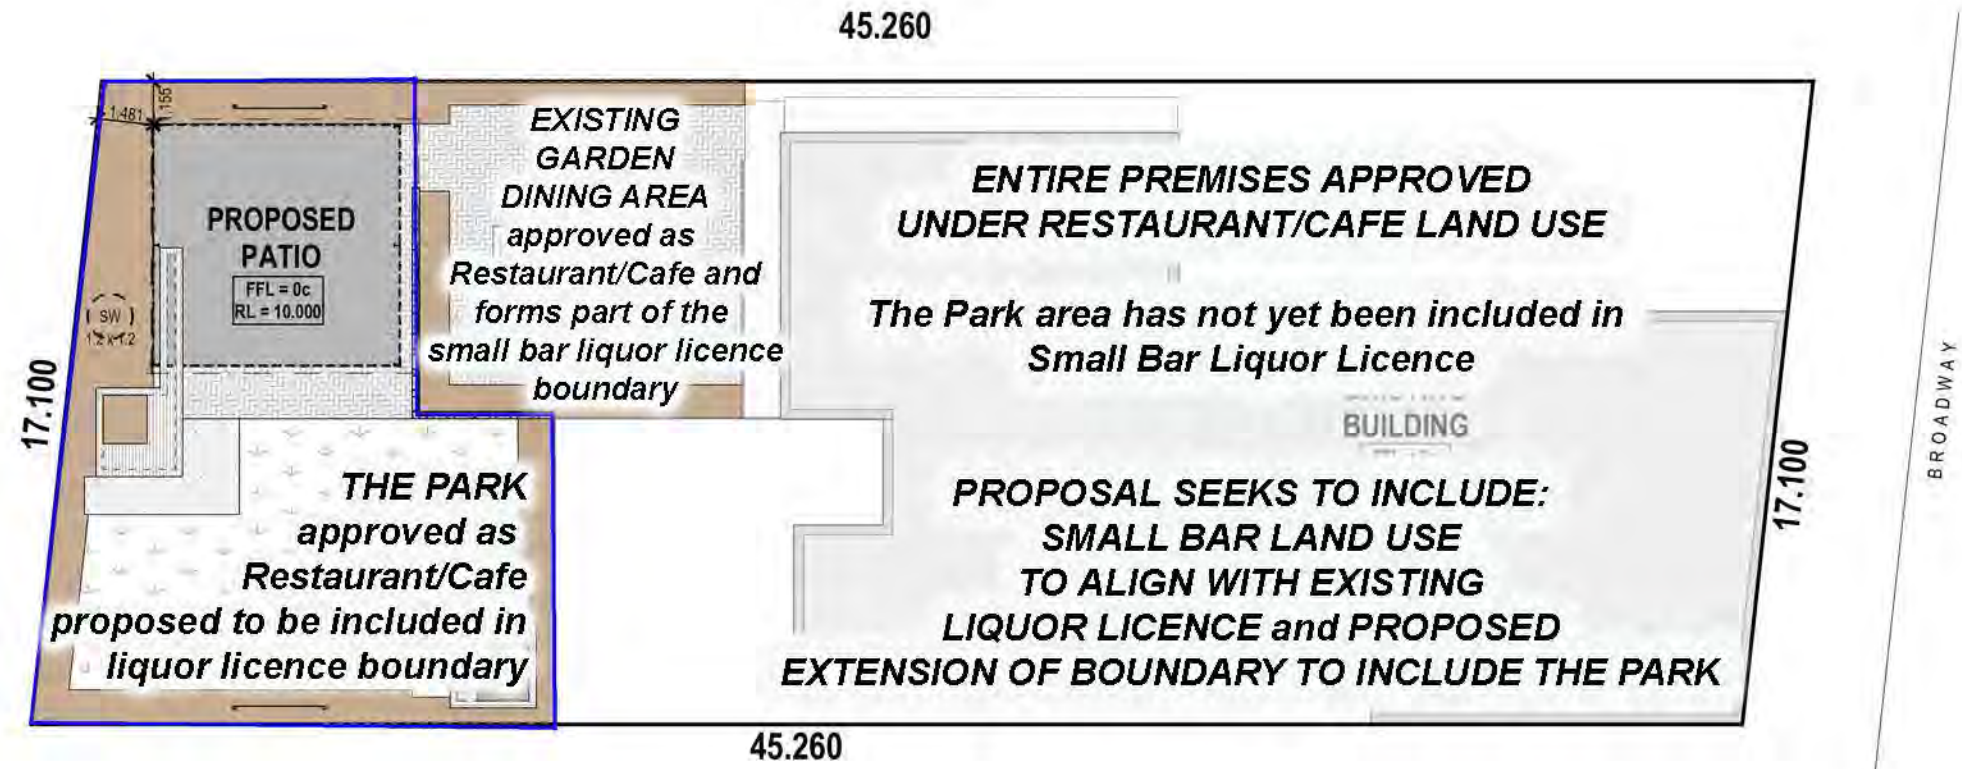 45.260
1.481
155
EXISTING
GARDEN
DINING AREA
approved as
Restaurant/Cafe and
forms part of the
small bar liquor licence
boundary
PROPOSED
PATIO
FFL = 0c
RL = 10.000
SW
1.2 x 1.2
17.100
THE PARK
approved as
Restaurant/Cafe
proposed to be included in
liquor licence boundary
ENTIRE PREMISES APPROVED
UNDER RESTAURANT/CAFE LAND USE
The Park area has not yet been included in
Small Bar Liquor Licence
BUILDING
PROPOSAL SEEKS TO INCLUDE:
SMALL BAR LAND USE
TO ALIGN WITH EXISTING
LIQUOR LICENCE and PROPOSED
EXTENSION OF BOUNDARY TO INCLUDE THE PARK
17.100
BROADWAY
45.260